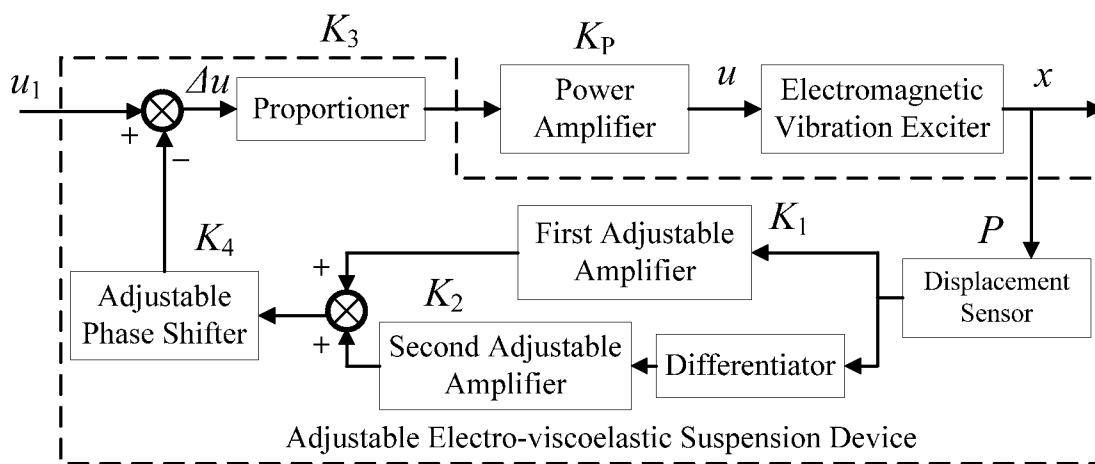 K3
KP
u1
Δu
Proportioner
Power
Amplifier
u
Electromagnetic
Vibration Exciter
x
+
−
K4
Adjustable
Phase Shifter
+
+
First Adjustable
Amplifier
K1
K2
Second Adjustable
Amplifier
Differentiator
P
Displacement
Sensor
Adjustable Electro-viscoelastic Suspension Device